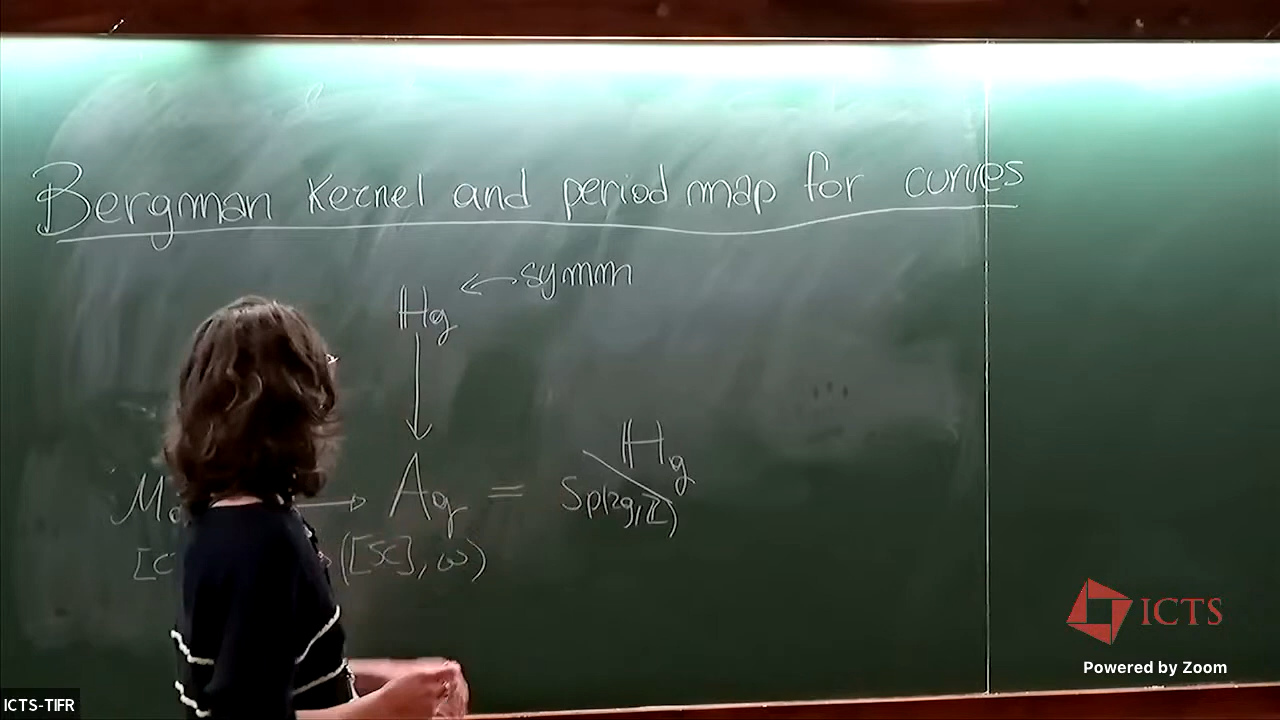 Bergman Kernel and period map for curves
ℍg ← symm
↓
→ Ag = ℍg
Sp(2g,ℤ)
([JC], ω)
ICTS
Powered by Zoom
ICTS-TIFR